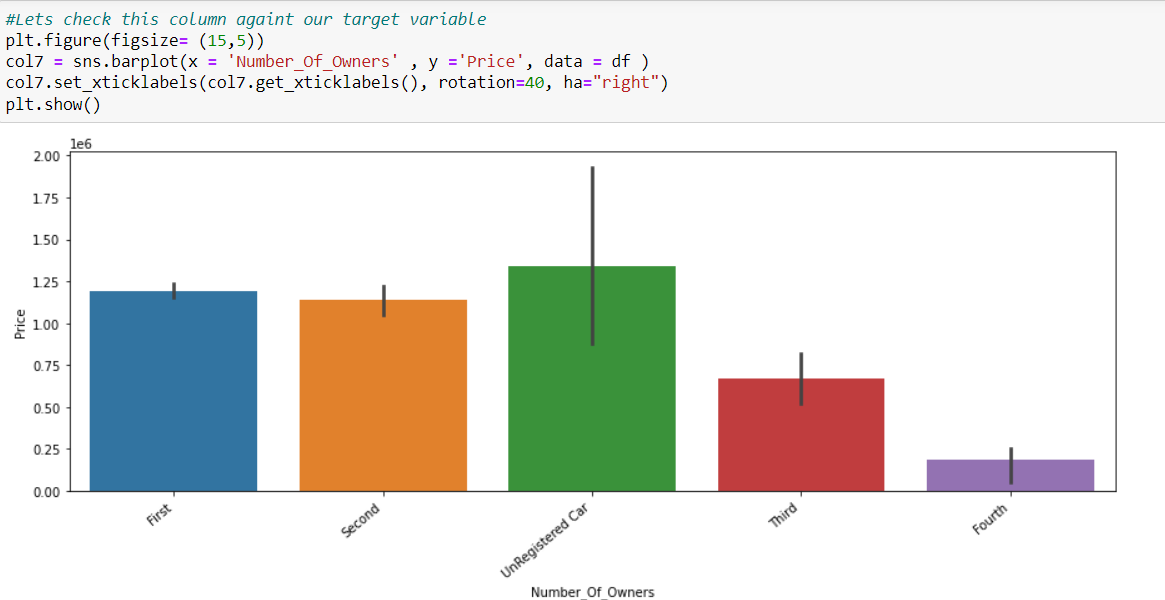 #Lets check this column againt our target variable
plt.figure(figsize= (15,5))
col7 = sns.barplot(x = 'Number_Of_Owners' , y ='Price', data = df )
col7.set_xticklabels(col7.get_xticklabels(), rotation=40, ha="right")
plt.show()
1e6
2.00
1.75
1.50
1.25
1.00
0.75
0.50
0.25
0.00
Price
First
Second
UnRegistered Car
Third
Fourth
Number_Of_Owners